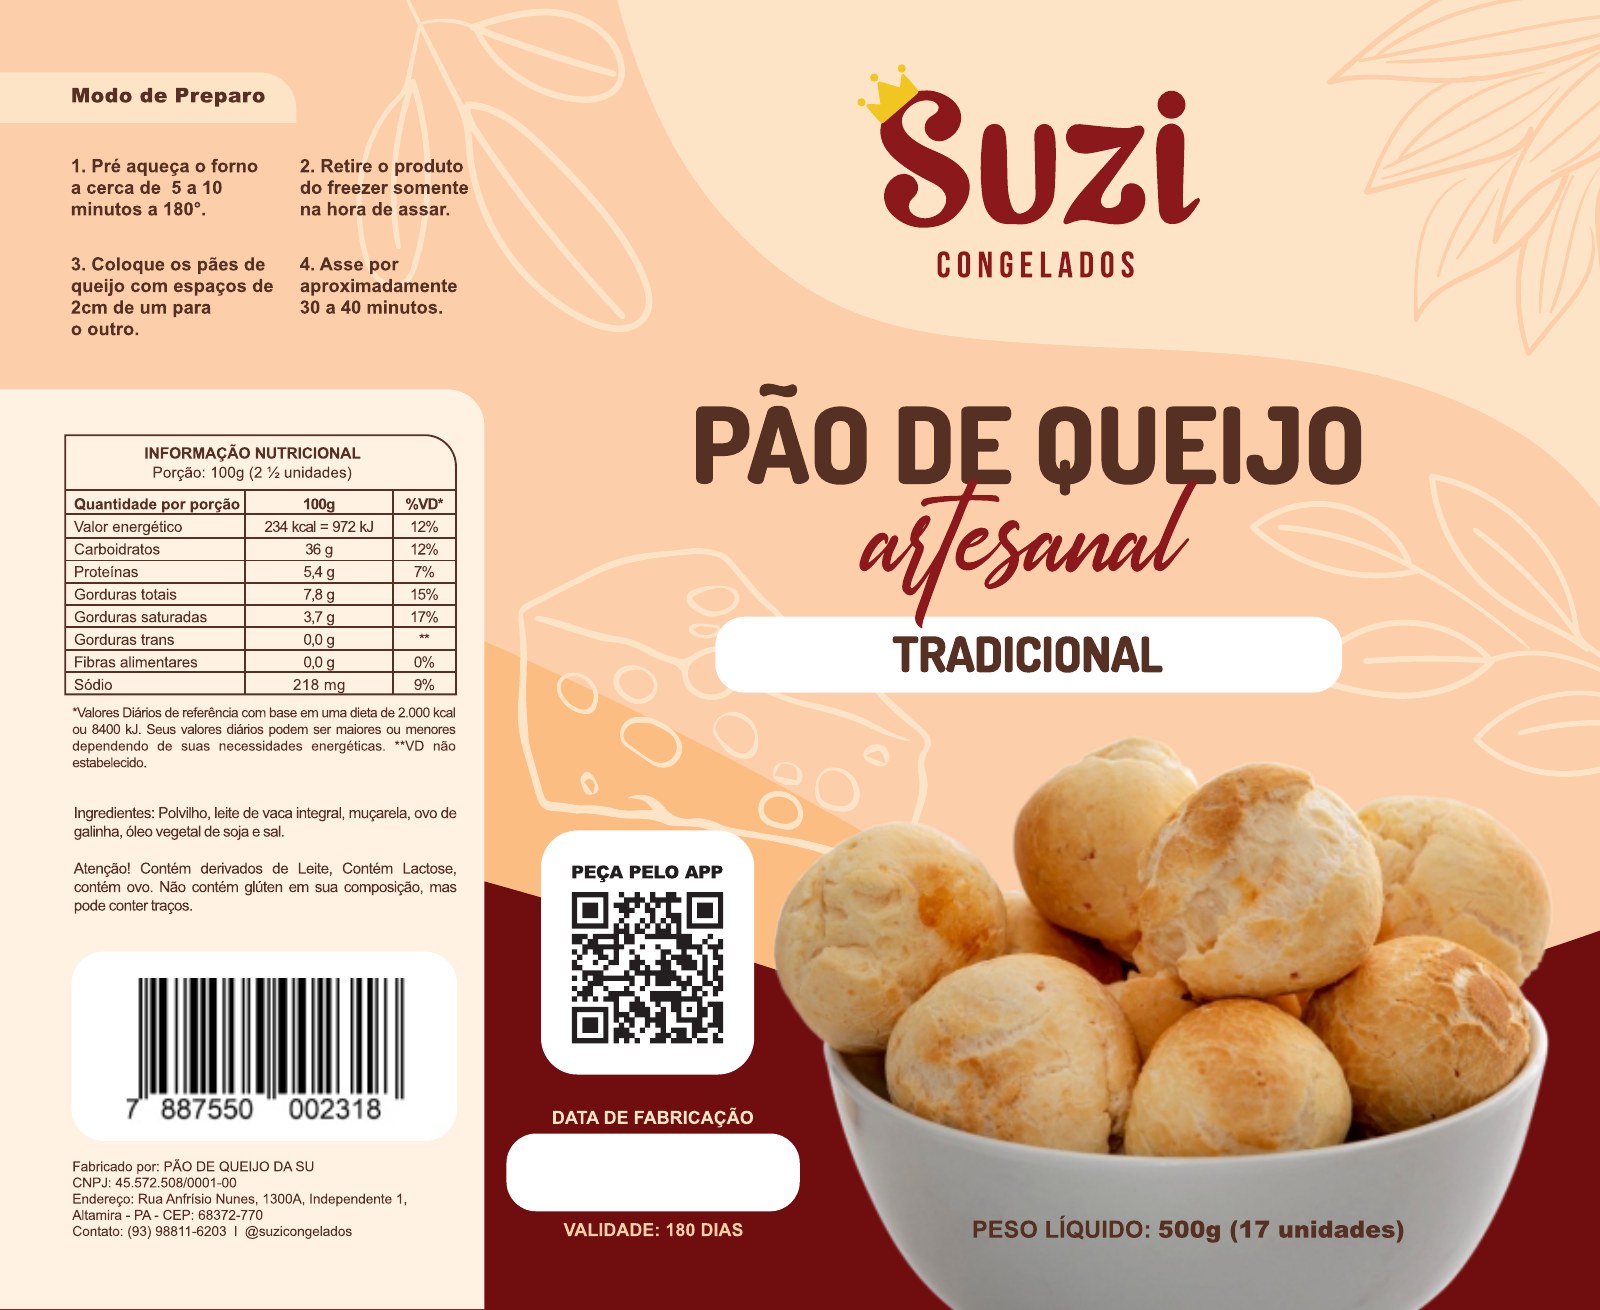 Modo de Preparo
1. Pré aqueça o forno
a cerca de 5 a 10
minutos a 180°.
2. Retire o produto
do freezer somente
na hora de assar.
3. Coloque os pães de
queijo com espaços de
2cm de um para
o outro.
4. Asse por
aproximadamente
30 a 40 minutos.
INFORMAÇÃO NUTRICIONAL
Porção: 100g (2 ½ unidades)
Quantidade por porção 100g %VD*
Valor energético 234 kcal = 972 kJ 12%
Carboidratos 36 g 12%
Proteínas 5,4 g 7%
Gorduras totais 7,8 g 15%
Gorduras saturadas 3,7 g 17%
Gorduras trans 0,0 g **
Fibras alimentares 0,0 g 0%
Sódio 218 mg 9%
*Valores Diários de referência com base em uma dieta de 2.000 kcal
ou 8400 kJ. Seus valores diários podem ser maiores ou menores
dependendo de suas necessidades energéticas. **VD não
estabelecido.
Ingredientes: Polvilho, leite de vaca integral, muçarela, ovo de
galinha, óleo vegetal de soja e sal.
Atenção! Contém derivados de Leite, Contém Lactose,
contém ovo. Não contém glúten em sua composição, mas
pode conter traços.
7 887550 002318
Fabricado por: PÃO DE QUEIJO DA SU
CNPJ: 45.572.508/0001-00
Endereço: Rua Anfrísio Nunes, 1300A, Independente 1,
Altamira - PA - CEP: 68372-770
Contato: (93) 98811-6203 I @suzicongelados
Suzi
CONGELADOS
PÃO DE QUEIJO
artesanal
TRADICIONAL
PEÇA PELO APP
DATA DE FABRICAÇÃO
VALIDADE: 180 DIAS
PESO LÍQUIDO: 500g (17 unidades)